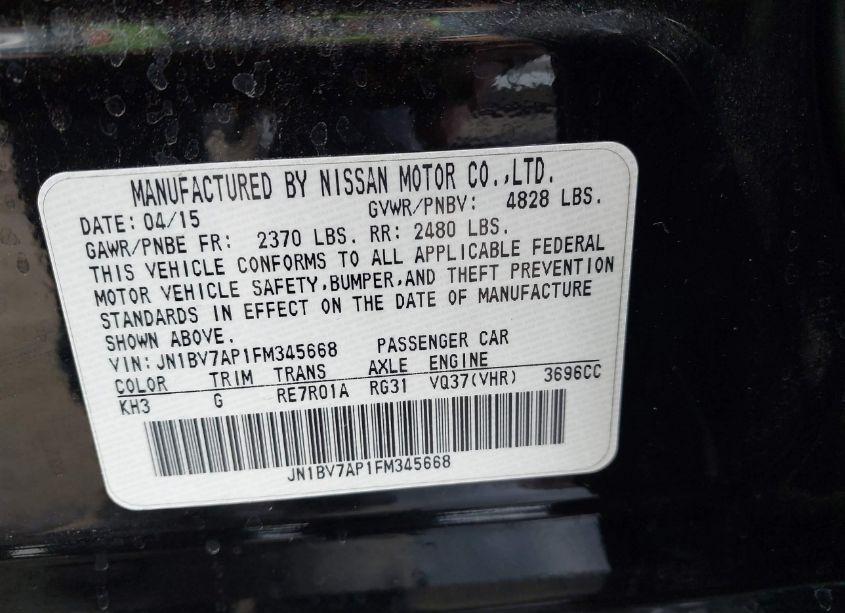 MANUFACTURED BY NISSAN MOTOR CO.,LTD.
DATE: 04/15 GVWR/PNBV: 4828 LBS.
GAWR/PNBE FR: 2370 LBS. RR: 2480 LBS.
THIS VEHICLE CONFORMS TO ALL APPLICABLE FEDERAL
MOTOR VEHICLE SAFETY,BUMPER,AND THEFT PREVENTION
STANDARDS IN EFFECT ON THE DATE OF MANUFACTURE
SHOWN ABOVE.
VIN: JN1BV7AP1FM345668 PASSENGER CAR
COLOR TRIM TRANS AXLE ENGINE
KH3 G RE7R01A RG31 VQ37(VHR) 3696CC
JN1BV7AP1FM345668